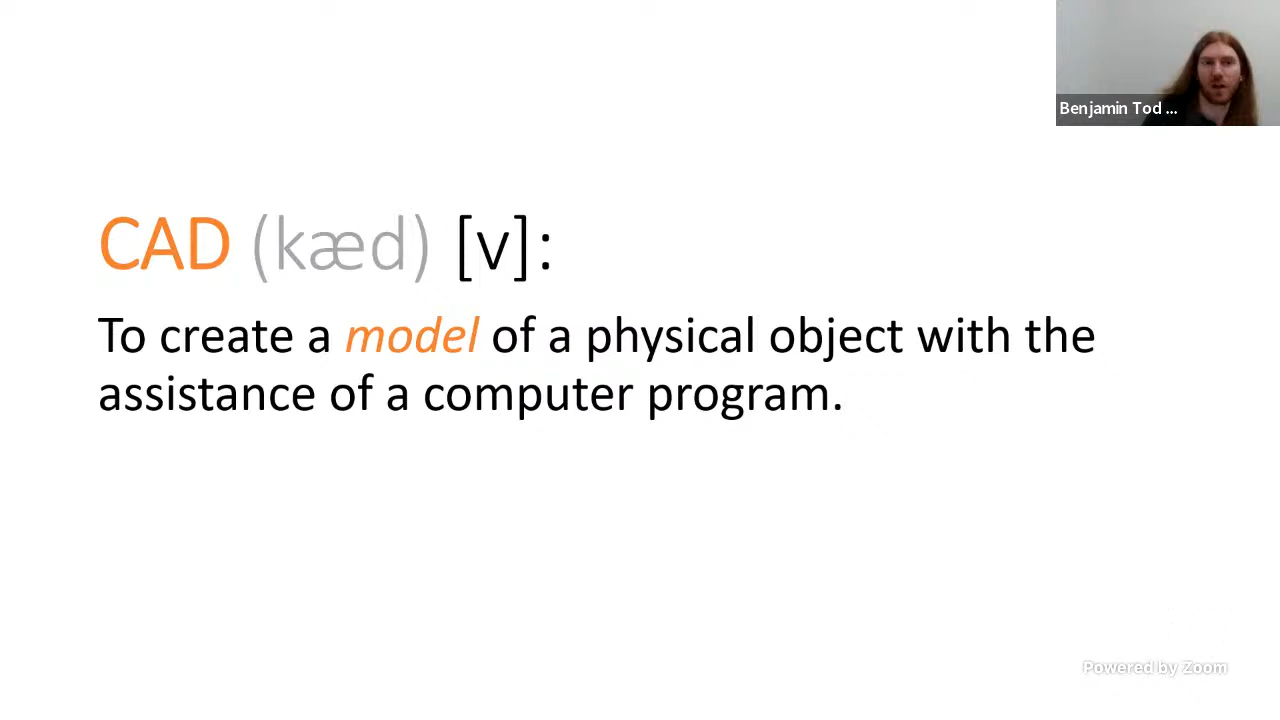 Benjamin Tod ...
CAD (kæd) [v]:
To create a model of a physical object with the
assistance of a computer program.
Powered by Zoom